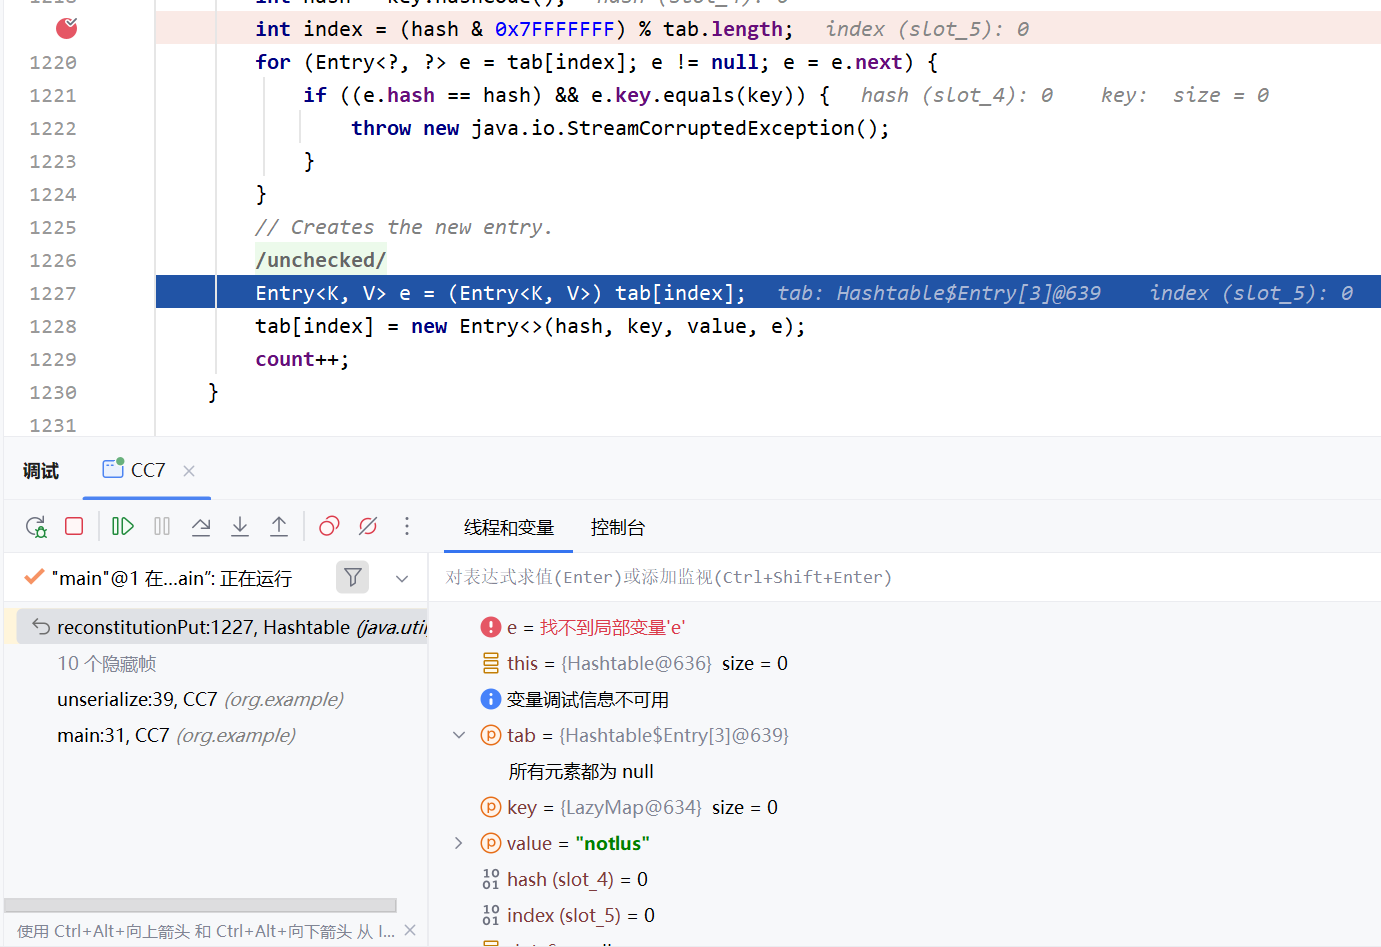 int index = (hash & 0x7FFFFFFF) % tab.length;   index (slot_5): 0
1220 for (Entry<?, ?> e = tab[index]; e != null; e = e.next) {
1221 if ((e.hash == hash) && e.key.equals(key)) {   hash (slot_4): 0    key:  size = 0
1222 throw new java.io.StreamCorruptedException();
1223 }
1224 }
1225 // Creates the new entry.
1226 /unchecked/
1227 Entry<K, V> e = (Entry<K, V>) tab[index];   tab: Hashtable$Entry[3]@639    index (slot_5): 0
1228 tab[index] = new Entry<>(hash, key, value, e);
1229 count++;
1230 }
1231
调试 CC7
线程和变量 控制台
"main"@1 在...ain": 正在运行
对表达式求值(Enter)或添加监视(Ctrl+Shift+Enter)
reconstitutionPut:1227, Hashtable (java.util
10 个隐藏帧
unserialize:39, CC7 (org.example)
main:31, CC7 (org.example)
e = 找不到局部变量'e'
this = {Hashtable@636} size = 0
变量调试信息不可用
tab = {Hashtable$Entry[3]@639}
所有元素都为 null
key = {LazyMap@634} size = 0
value = "notlus"
hash (slot_4) = 0
index (slot_5) = 0
使用 Ctrl+Alt+向上箭头 和 Ctrl+Alt+向下箭头 从 I...